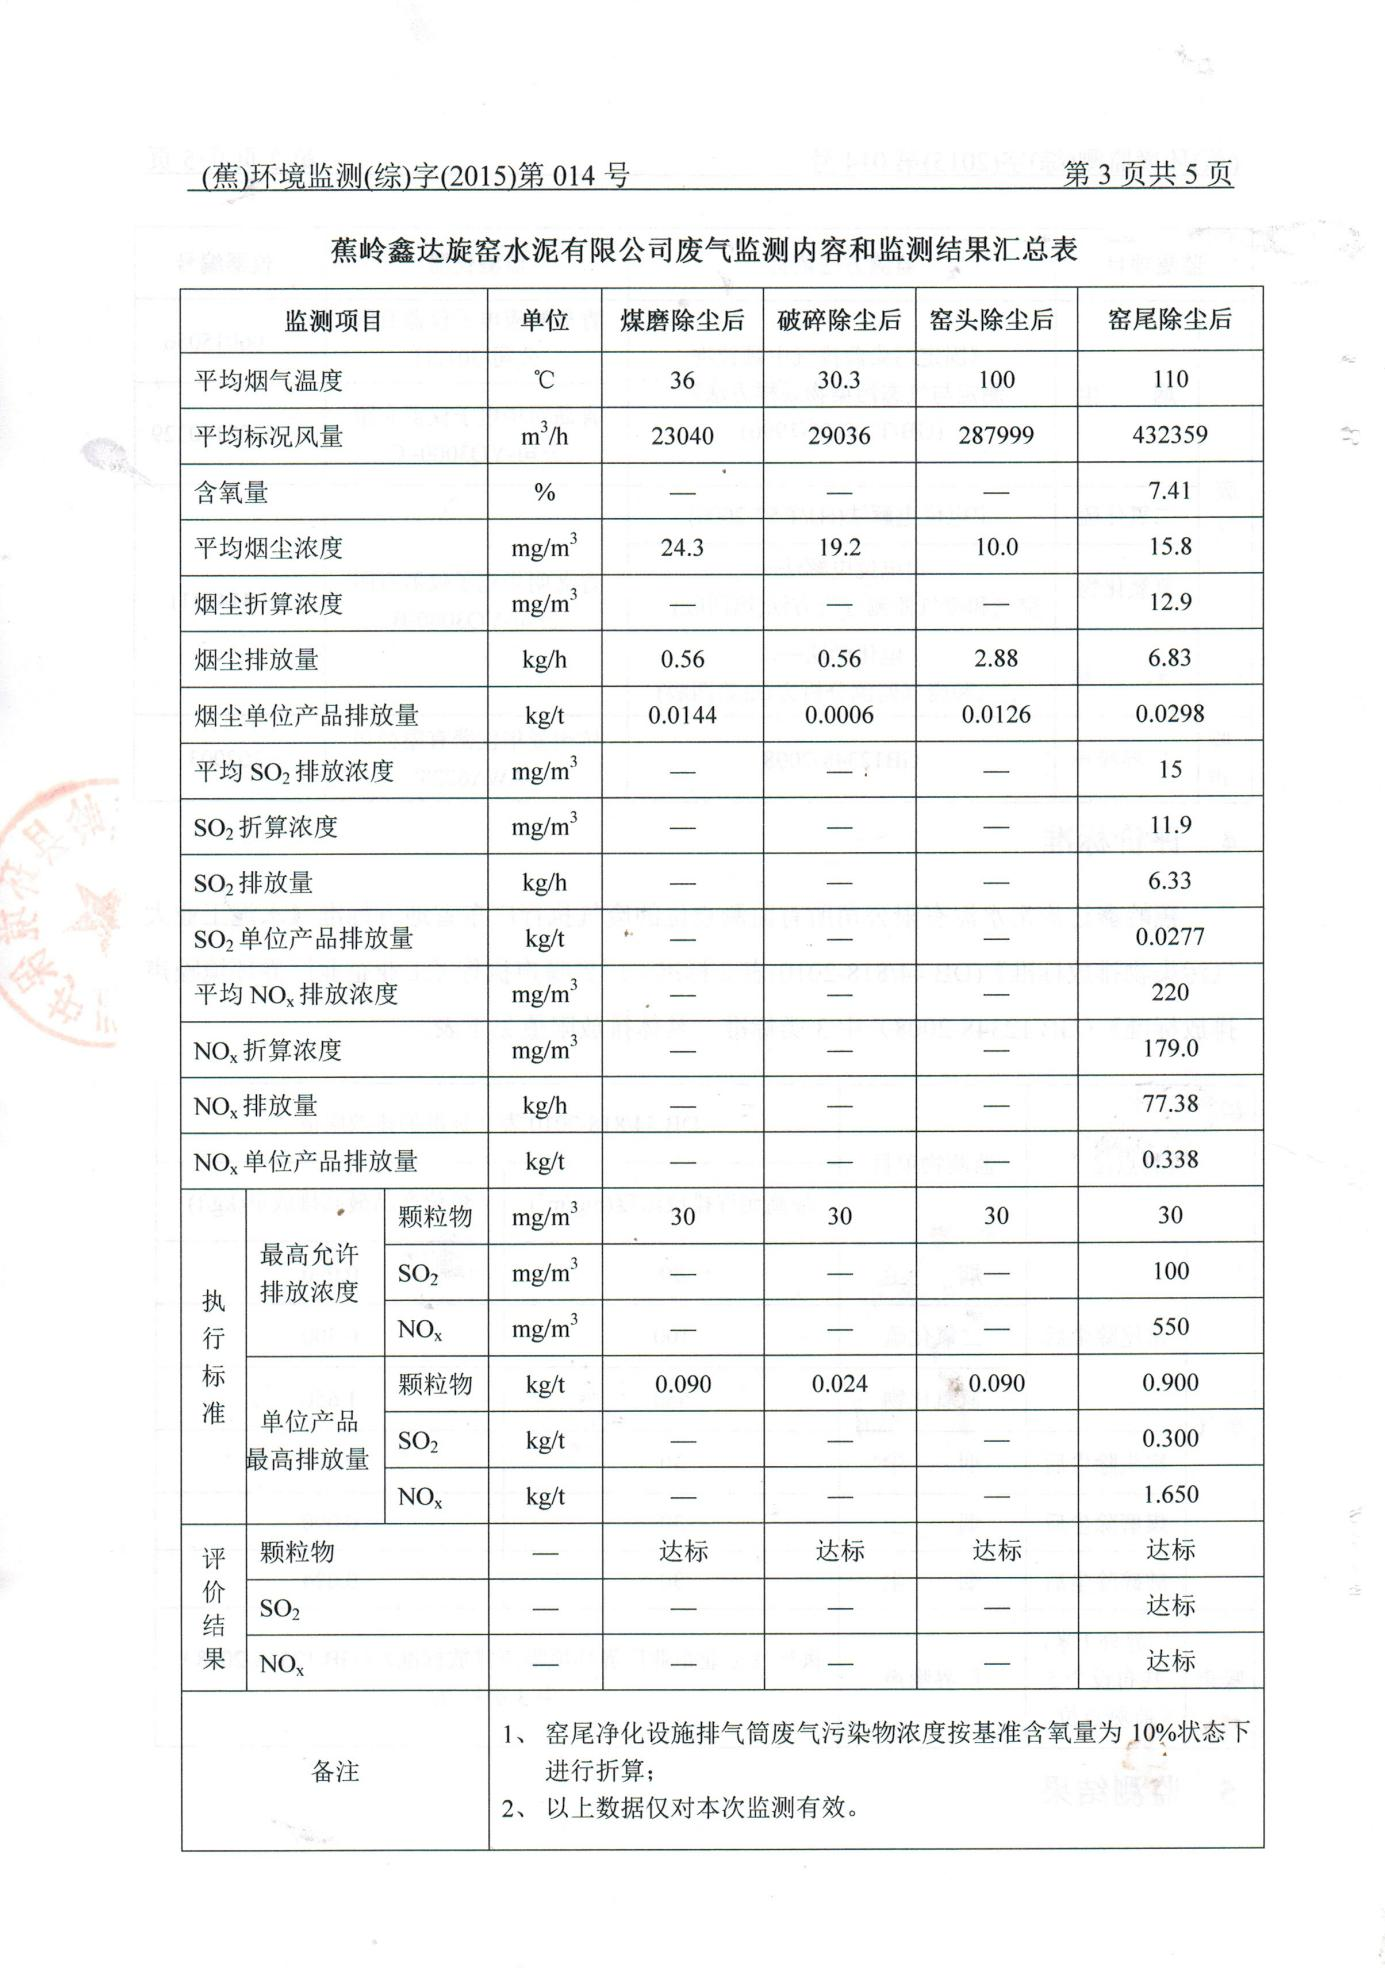 (蕉)环境监测(综)字(2015)第 014 号 第 3 页共 5 页
蕉岭鑫达旋窑水泥有限公司废气监测内容和监测结果汇总表
监测项目 单位 煤磨除尘后 破碎除尘后 窑头除尘后 窑尾除尘后
平均烟气温度 ℃ 36 30.3 100 110
平均标况风量 m³/h 23040 29036 287999 432359
含氧量 % — — — 7.41
平均烟尘浓度 mg/m³ 24.3 19.2 10.0 15.8
烟尘折算浓度 mg/m³ — — — 12.9
烟尘排放量 kg/h 0.56 0.56 2.88 6.83
烟尘单位产品排放量 kg/t 0.0144 0.0006 0.0126 0.0298
平均 SO₂ 排放浓度 mg/m³ — — — 15
SO₂ 折算浓度 mg/m³ — — — 11.9
SO₂ 排放量 kg/h — — — 6.33
SO₂ 单位产品排放量 kg/t — — — 0.0277
平均 NOₓ 排放浓度 mg/m³ — — — 220
NOₓ 折算浓度 mg/m³ — — — 179.0
NOₓ 排放量 kg/h — — — 77.38
NOₓ 单位产品排放量 kg/t — — — 0.338
执行标准
最高允许
排放浓度
颗粒物 mg/m³ 30 30 30 30
SO₂ mg/m³ — — — 100
NOₓ mg/m³ — — — 550
单位产品
最高排放量
颗粒物 kg/t 0.090 0.024 0.090 0.900
SO₂ kg/t — — — 0.300
NOₓ kg/t — — — 1.650
评价结果
颗粒物 — 达标 达标 达标 达标
SO₂ — — — — 达标
NOₓ — — — — 达标
备注
1、 窑尾净化设施排气筒废气污染物浓度按基准含氧量为 10%状态下
进行折算；
2、 以上数据仅对本次监测有效。